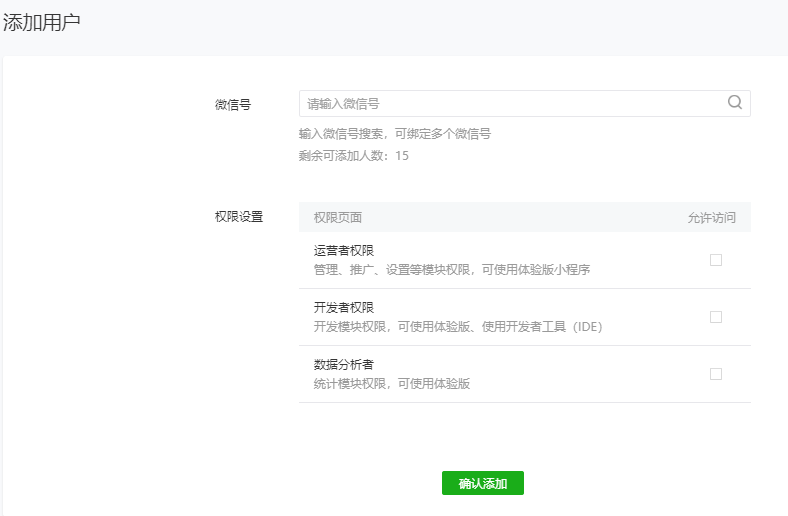 添加用户
微信号
请输入微信号
输入微信号搜索，可绑定多个微信号
剩余可添加人数：15
权限设置
权限页面 允许访问
运营者权限
管理、推广、设置等模块权限，可使用体验版小程序
开发者权限
开发模块权限，可使用体验版、使用开发者工具（IDE）
数据分析者
统计模块权限，可使用体验版
确认添加